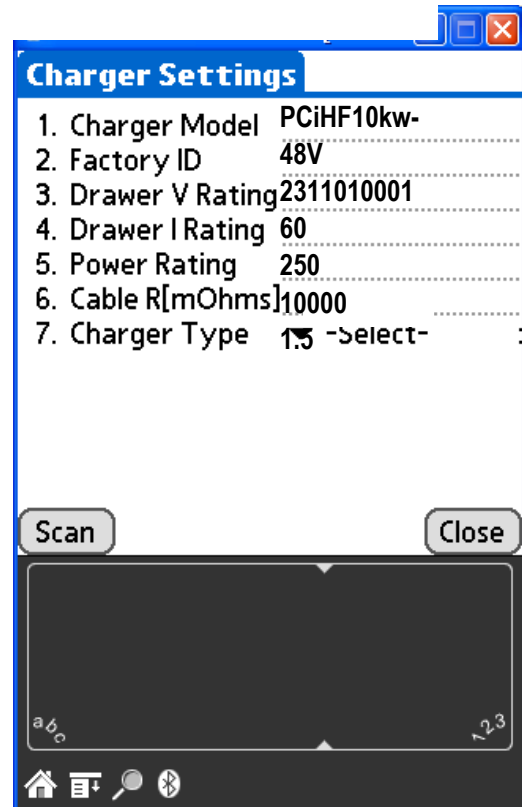 Charger Settings
1. Charger Model PCiHF10kw-
2. Factory ID 48V
3. Drawer V Rating 2311010001
4. Drawer I Rating 60
5. Power Rating 250
6. Cable R[mOhms] 10000
7. Charger Type 1.5 -Select-
Scan Close
abc 123